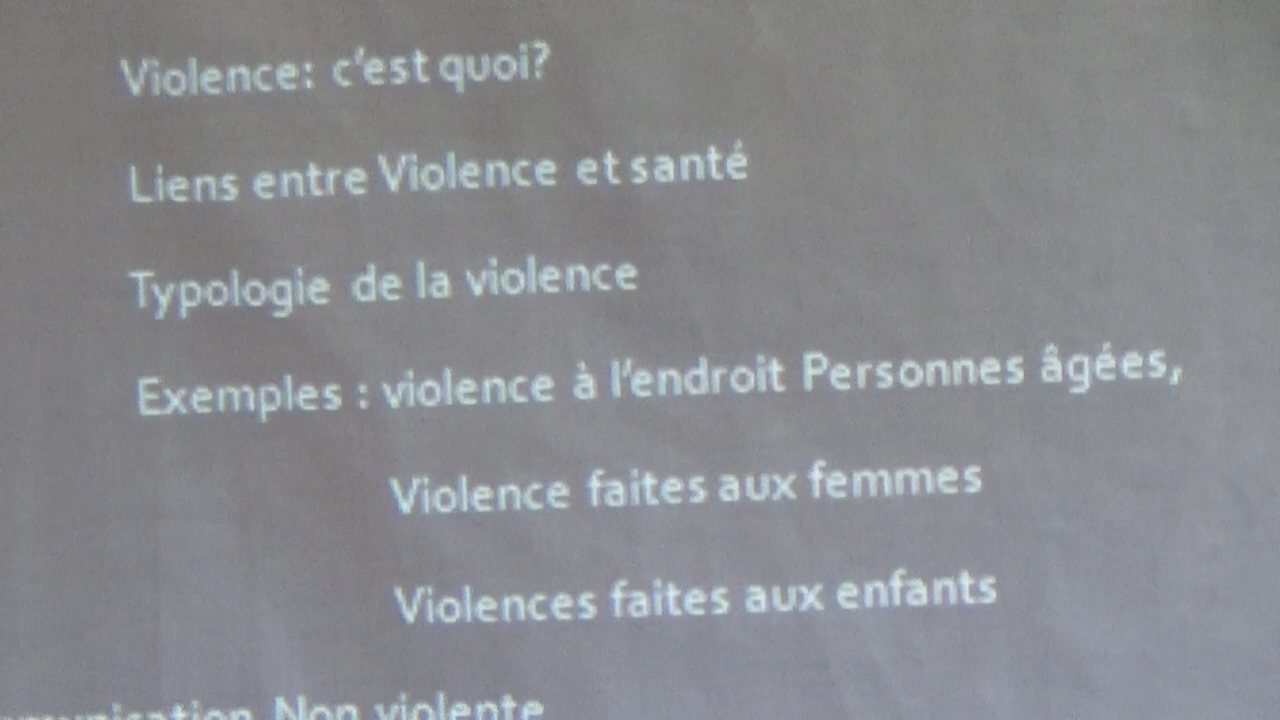 Violence: c'est quoi?
Liens entre Violence et santé
Typologie de la violence
Exemples : violence à l'endroit Personnes âgées,
Violence faites aux femmes
Violences faites aux enfants
Non violente